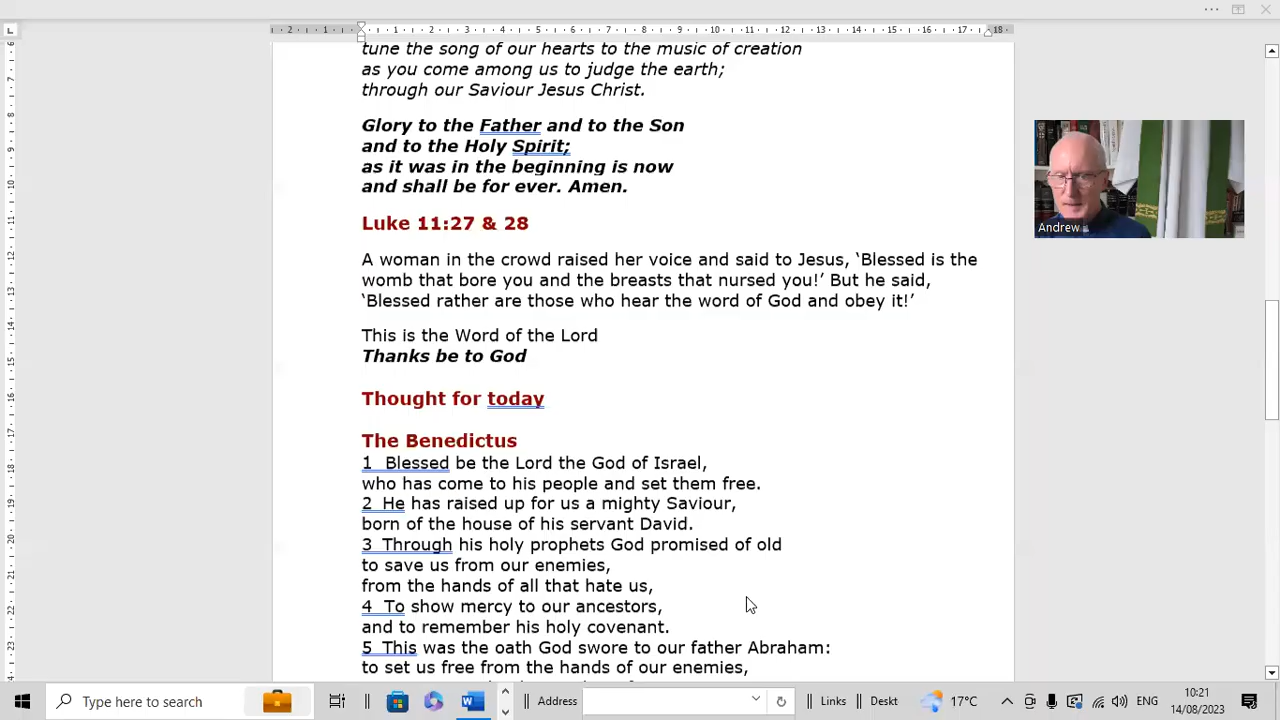 tune the song of our hearts to the music of creation
as you come among us to judge the earth;
through our Saviour Jesus Christ.
Glory to the Father and to the Son
and to the Holy Spirit;
as it was in the beginning is now
and shall be for ever. Amen.
Luke 11:27 & 28
A woman in the crowd raised her voice and said to Jesus, ‘Blessed is the
womb that bore you and the breasts that nursed you!’ But he said,
‘Blessed rather are those who hear the word of God and obey it!’
This is the Word of the Lord
Thanks be to God
Thought for today
The Benedictus
1 Blessed be the Lord the God of Israel,
who has come to his people and set them free.
2 He has raised up for us a mighty Saviour,
born of the house of his servant David.
3 Through his holy prophets God promised of old
to save us from our enemies,
from the hands of all that hate us,
4 To show mercy to our ancestors,
and to remember his holy covenant.
5 This was the oath God swore to our father Abraham:
to set us free from the hands of our enemies,
Andrew
Type here to search
Address
Links
Deskt
17°C
ENG
10:21
14/08/2023